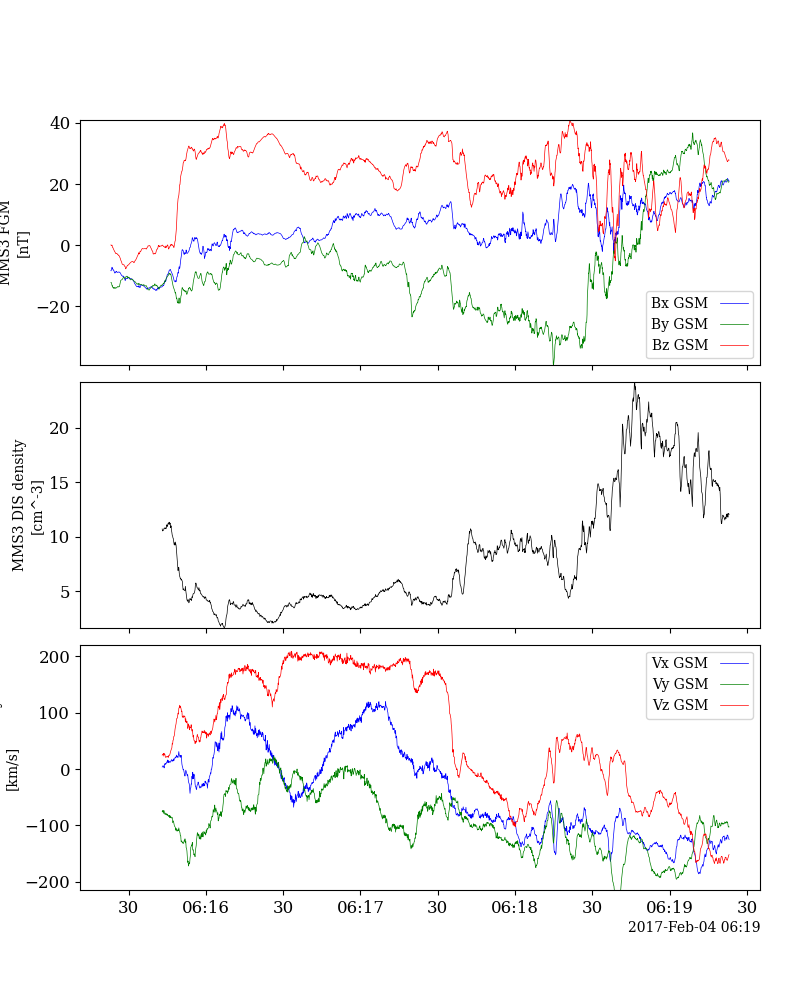 40
20
0
−20
MMS3 FGM
[nT]
Bx GSM
By GSM
Bz GSM
20
15
10
5
MMS3 DIS density
[cm^-3]
200
100
0
−100
−200
[km/s]
Vx GSM
Vy GSM
Vz GSM
30 06:16 30 06:17 30 06:18 30 06:19 30
2017-Feb-04 06:19